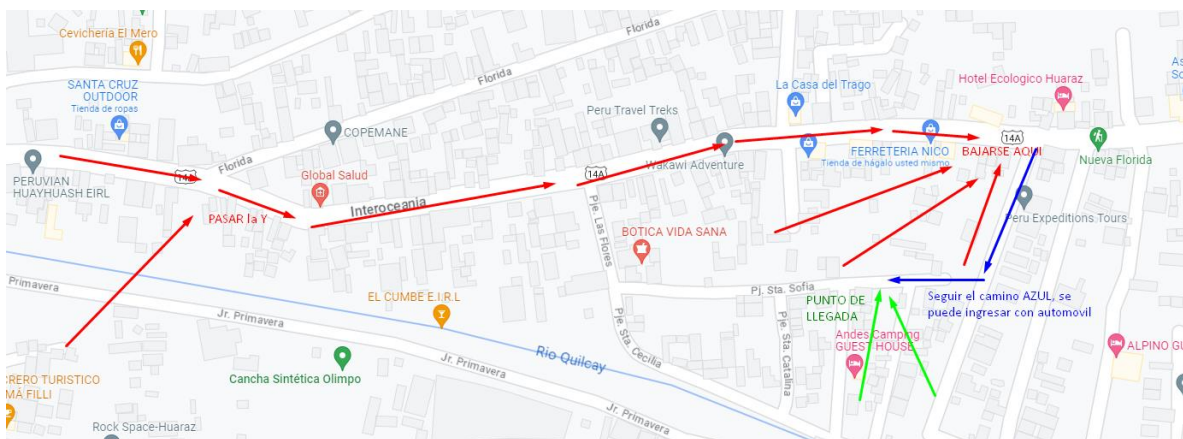 Cevichería El Mero
Florida
SANTA CRUZ
OUTDOOR
Tienda de ropas
COPEMANE
Florida
Peru Travel Treks
La Casa del Trago
Hotel Ecologico Huaraz
14A
FERRETERIA NICO
Tienda de hágalo usted mismo
BAJARSE AQUI
Nueva Florida
Wakawi Adventure
14A
PERUVIAN
HUAYHUASH EIRL
Florida
Global Salud
Interoceania
PASAR la Y
Pje. Las Flores
BOTICA VIDA SANA
Peru Expeditions Tours
Primavera
Jr. Primavera
EL CUMBE E.I.R.L
Pj. Sta. Sofia
PUNTO DE
LLEGADA
Seguir el camino AZUL, se
puede ingresar con automovil
Andes Camping
GUEST HOUSE
ALPINO GU
Pje. Sta. Cecilia
Pje. Sta. Catalina
Rio Quilcay
Jr. Primavera
Cancha Sintética Olimpo
CRERO TURISTICO
MA FILLI
Jr. Primavera
Rock Space-Huaraz